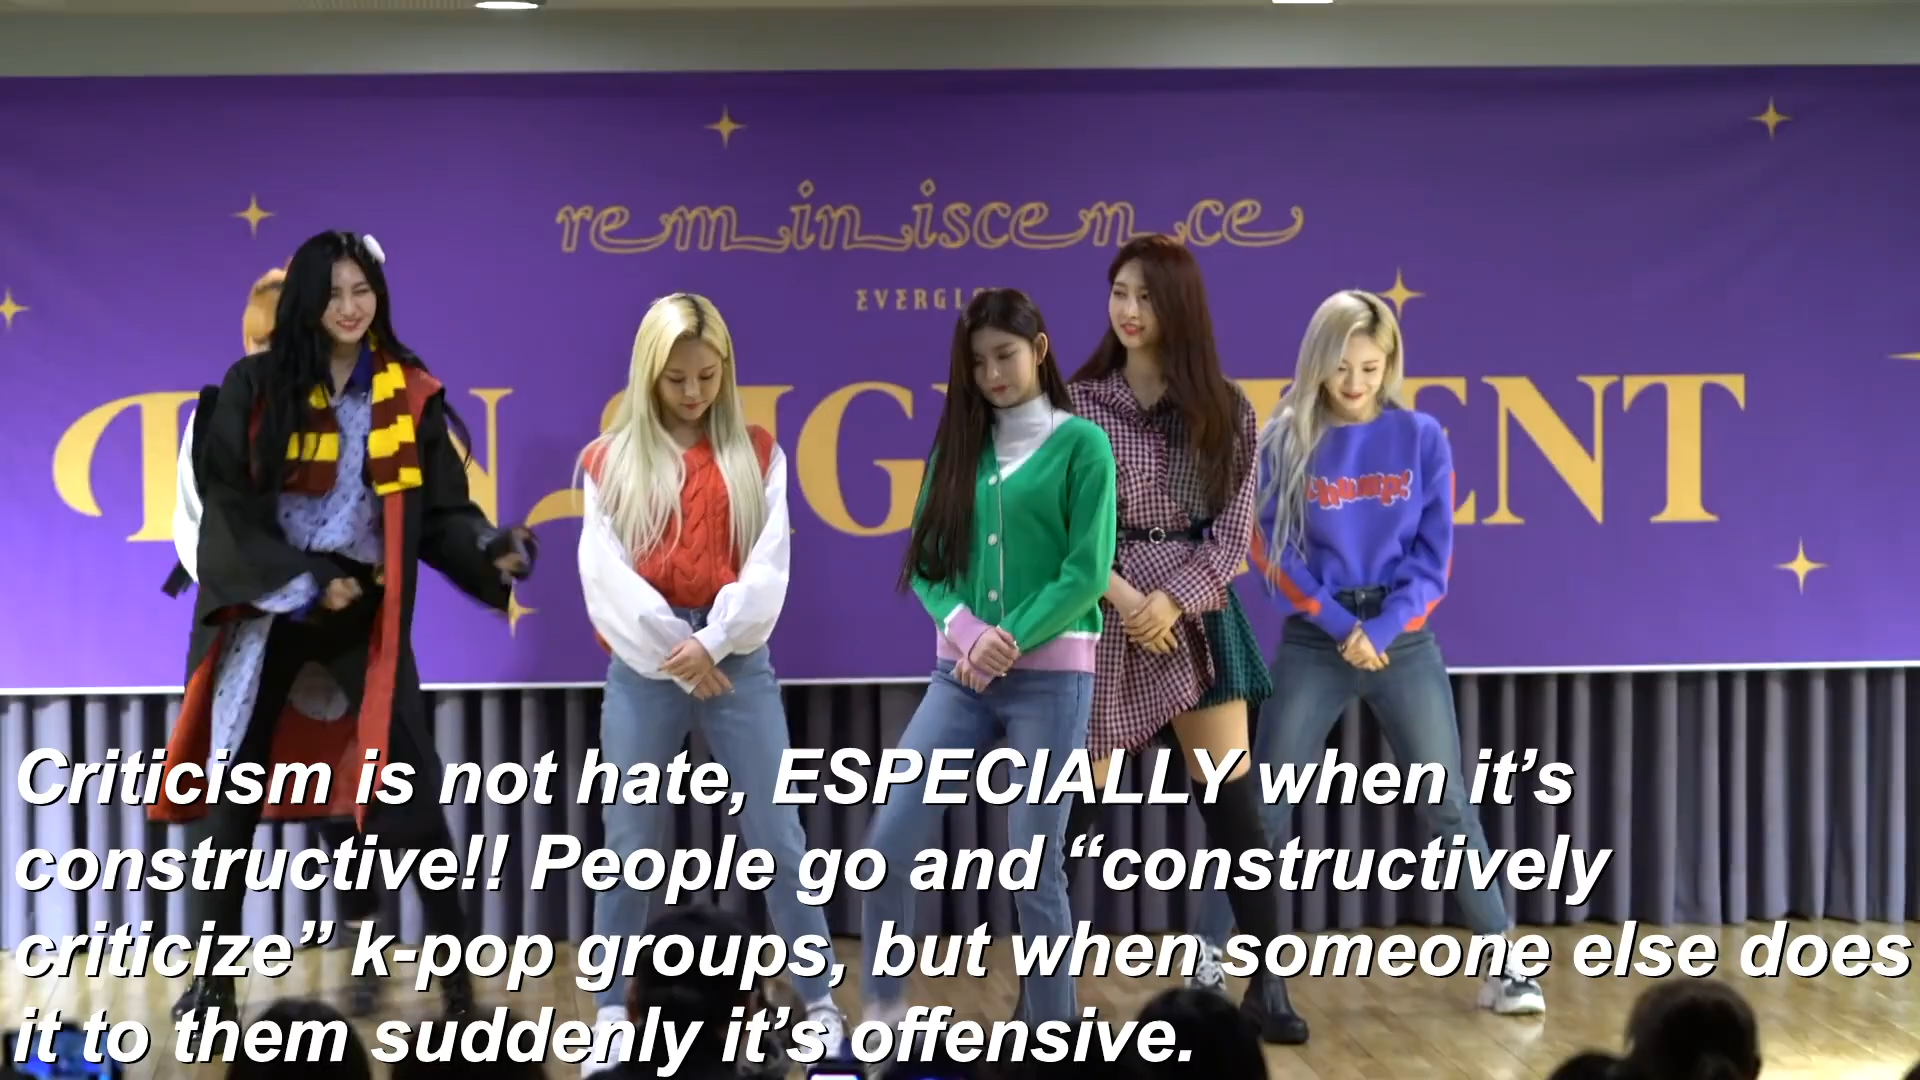 reminiscence
EVERGLO
Criticism is not hate, ESPECIALLY when it’s
constructive!! People go and “constructively
criticize” k-pop groups, but when someone else does
it to them suddenly it’s offensive.